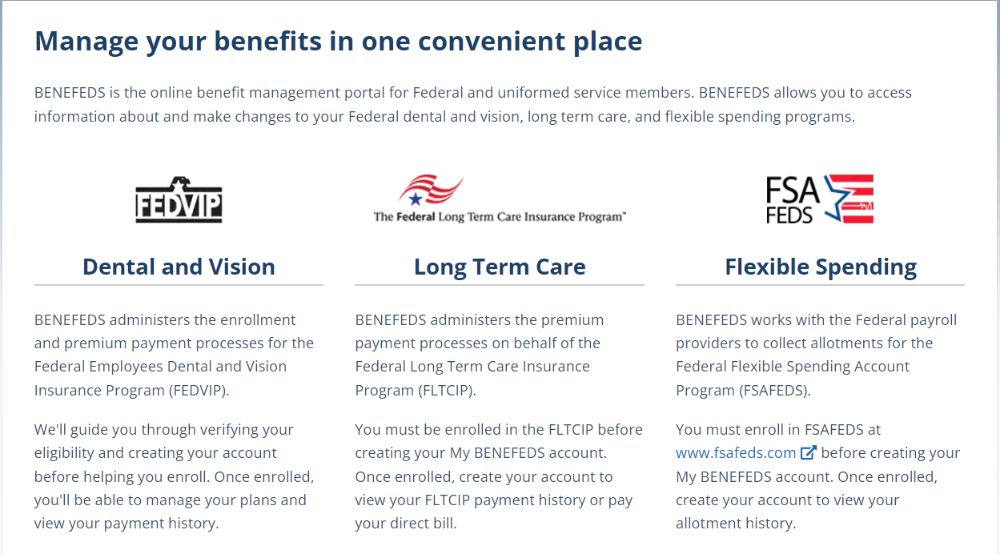 Manage your benefits in one convenient place
BENEFEDS is the online benefit management portal for Federal and uniformed service members. BENEFEDS allows you to access
information about and make changes to your Federal dental and vision, long term care, and flexible spending programs.
FEDVIP
Dental and Vision
BENEFEDS administers the enrollment
and premium payment processes for the
Federal Employees Dental and Vision
Insurance Program (FEDVIP).
We'll guide you through verifying your
eligibility and creating your account
before helping you enroll. Once enrolled,
you'll be able to manage your plans and
view your payment history.
The Federal Long Term Care Insurance Program™
Long Term Care
BENEFEDS administers the premium
payment processes on behalf of the
Federal Long Term Care Insurance
Program (FLTCIP).
You must be enrolled in the FLTCIP before
creating your My BENEFEDS account.
Once enrolled, create your account to
view your FLTCIP payment history or pay
your direct bill.
FSA
FEDS
Flexible Spending
BENEFEDS works with the Federal payroll
providers to collect allotments for the
Federal Flexible Spending Account
Program (FSAFEDS).
You must enroll in FSAFEDS at
www.fsafeds.com before creating your
My BENEFEDS account. Once enrolled,
create your account to view your
allotment history.